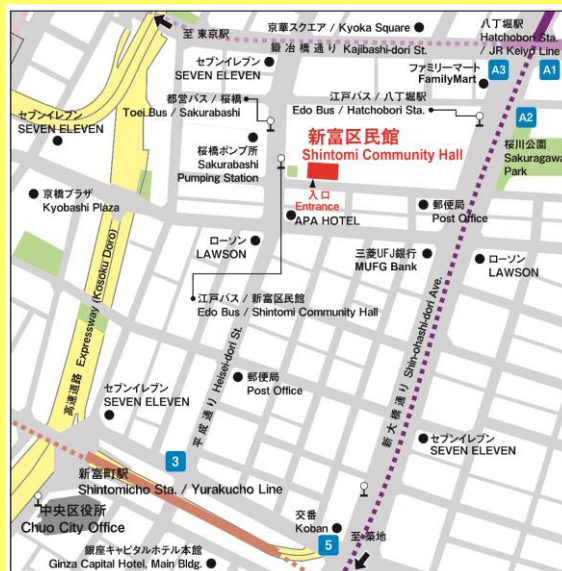 京華スクエア / Kyoka Square
八丁堀駅
Hatchobori Sta.
/ JR Keiyo Line
至 東京駅
鍛冶橋通り Kajibashi-dori St.
セブンイレブン
SEVEN ELEVEN
ファミリーマート
FamilyMart
A3
A1
都営バス / 桜橋
Toei Bus / Sakurabashi
江戸バス / 八丁堀駅
Edo Bus / Hatchobori Sta.
A2
セブンイレブン
SEVEN ELEVEN
桜橋ポンプ所
Sakurabashi
Pumping Station
新富区民館
Shintomi Community Hall
桜川公園
Sakuragawa
Park
入口
Entrance
京橋プラザ
Kyobashi Plaza
APA HOTEL
郵便局
Post Office
ローソン
LAWSON
三菱UFJ銀行
MUFG Bank
ローソン
LAWSON
江戸バス / 新富区民館
Edo Bus / Shintomi Community Hall
高速道路 Expressway (Kosoku Doro)
平成通り Heisei-dori St.
新大橋通り Shin-ohashi-dori Ave.
郵便局
Post Office
セブンイレブン
SEVEN ELEVEN
セブンイレブン
SEVEN ELEVEN
3
新富町駅
Shintomicho Sta. / Yurakucho Line
中央区役所
Chuo City Office
交番
Koban
5
至 築地
銀座キャピタルホテル本館
Ginza Capital Hotel, Main Bldg.